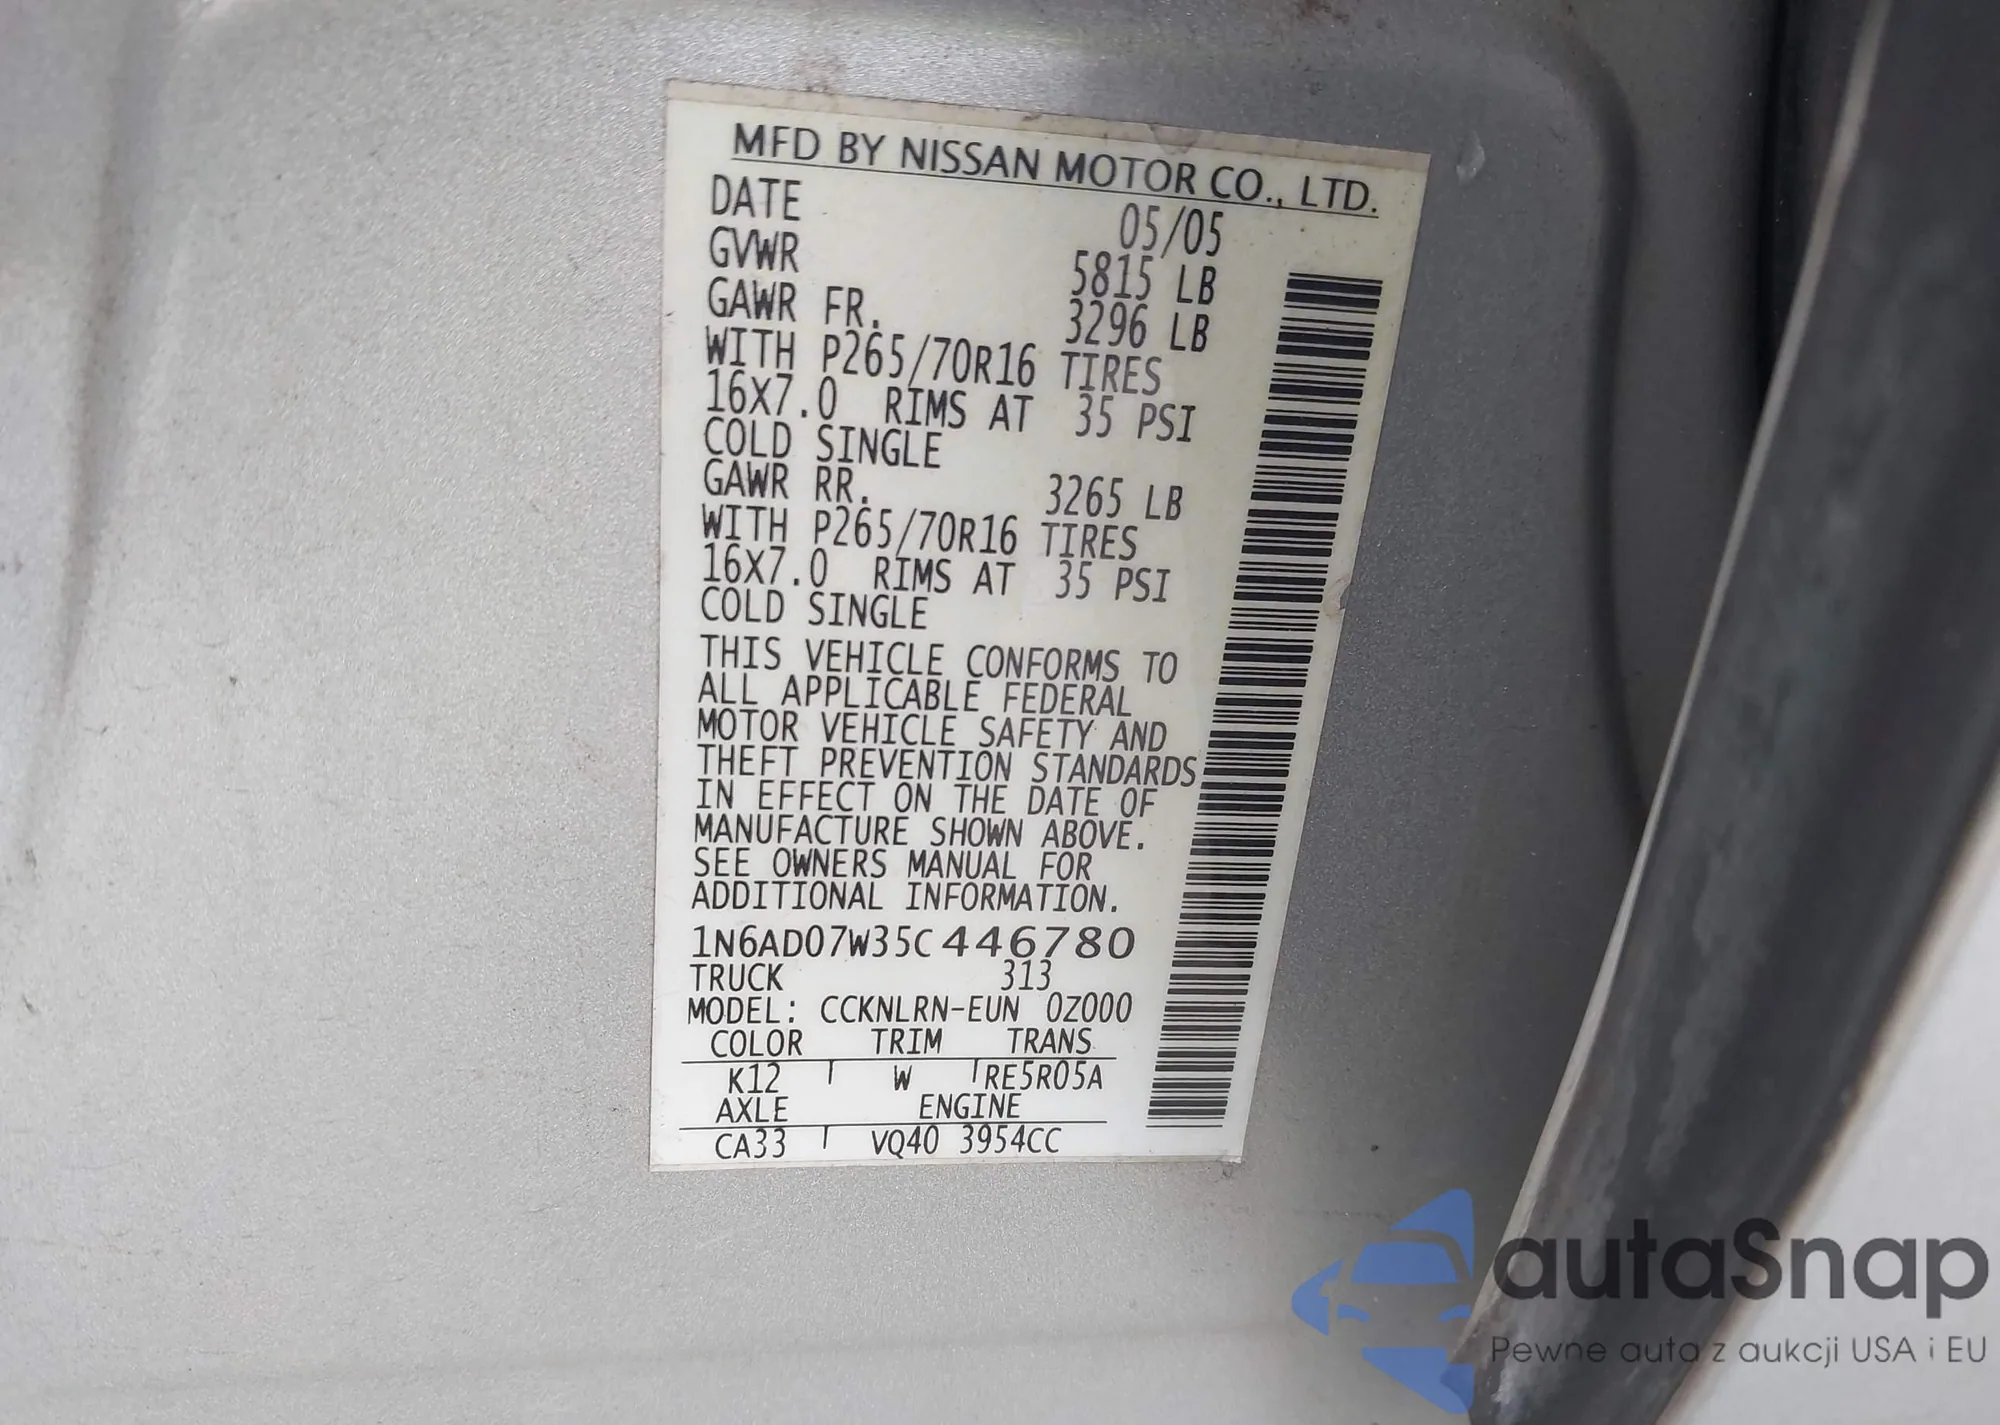 MFD BY NISSAN MOTOR CO., LTD.
DATE 05/05
GVWR 5815 LB
GAWR FR. 3296 LB
WITH P265/70R16 TIRES
16X7.0 RIMS AT 35 PSI
COLD SINGLE
GAWR RR. 3265 LB
WITH P265/70R16 TIRES
16X7.0 RIMS AT 35 PSI
COLD SINGLE
THIS VEHICLE CONFORMS TO
ALL APPLICABLE FEDERAL
MOTOR VEHICLE SAFETY AND
THEFT PREVENTION STANDARDS
IN EFFECT ON THE DATE OF
MANUFACTURE SHOWN ABOVE.
SEE OWNERS MANUAL FOR
ADDITIONAL INFORMATION.
1N6AD07W35C446780
TRUCK 313
MODEL: CCKNLRN-EUN 0Z000
COLOR TRIM TRANS
K12 W RE5R05A
AXLE ENGINE
CA33 VQ40 3954CC
autaSnap
Pewne auta z aukcji USA i EU